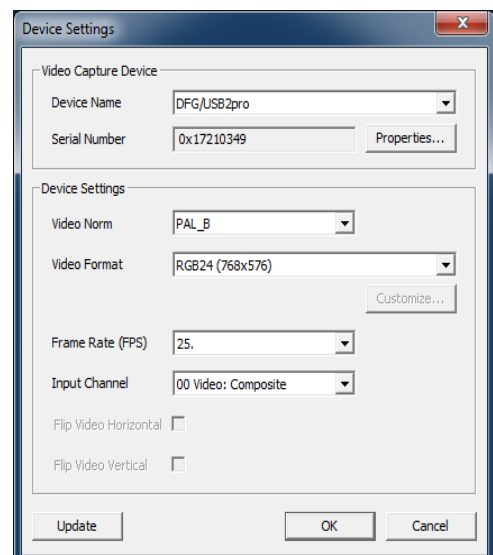 Device Settings
Video Capture Device
Device Name DFG/USB2pro
Serial Number 0x17210349 Properties...
Device Settings
Video Norm PAL_B
Video Format RGB24 (768x576)
Customize...
Frame Rate (FPS) 25.
Input Channel 00 Video: Composite
Flip Video Horizontal
Flip Video Vertical
Update OK Cancel